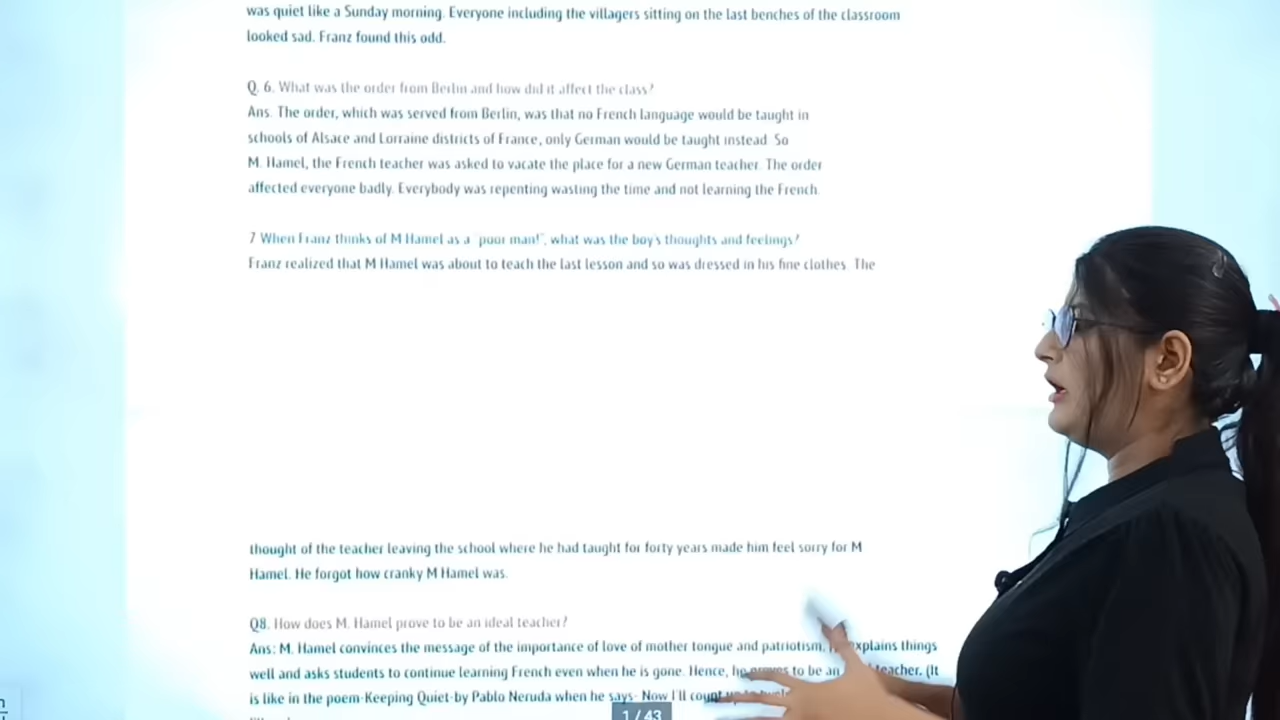 was quiet like a Sunday morning. Everyone including the villagers sitting on the last benches of the classroom
looked sad. Franz found this odd.
Q. 6. What was the order from Berlin and how did it affect the class?
Ans. The order, which was served from Berlin, was that no French language would be taught in
schools of Alsace and Lorraine districts of France, only German would be taught instead. So
M. Hamel, the French teacher was asked to vacate the place for a new German teacher. The order
affected everyone badly. Everybody was repenting wasting the time and not learning the French.
7 When Franz thinks of M Hamel as a "poor man!", what was the boy's thoughts and feelings?
Franz realized that M Hamel was about to teach the last lesson and so was dressed in his fine clothes. The
thought of the teacher leaving the school where he had taught for forty years made him feel sorry for M
Hamel. He forgot how cranky M Hamel was.
Q8. How does M. Hamel prove to be an ideal teacher?
Ans: M. Hamel convinces the message of the importance of love of mother tongue and patriotism, explains things
well and asks students to continue learning French even when he is gone. Hence, he proves to be an teacher. (It
is like in the poem-Keeping Quiet-by Pablo Neruda when he says- Now I'll count
1 / 43